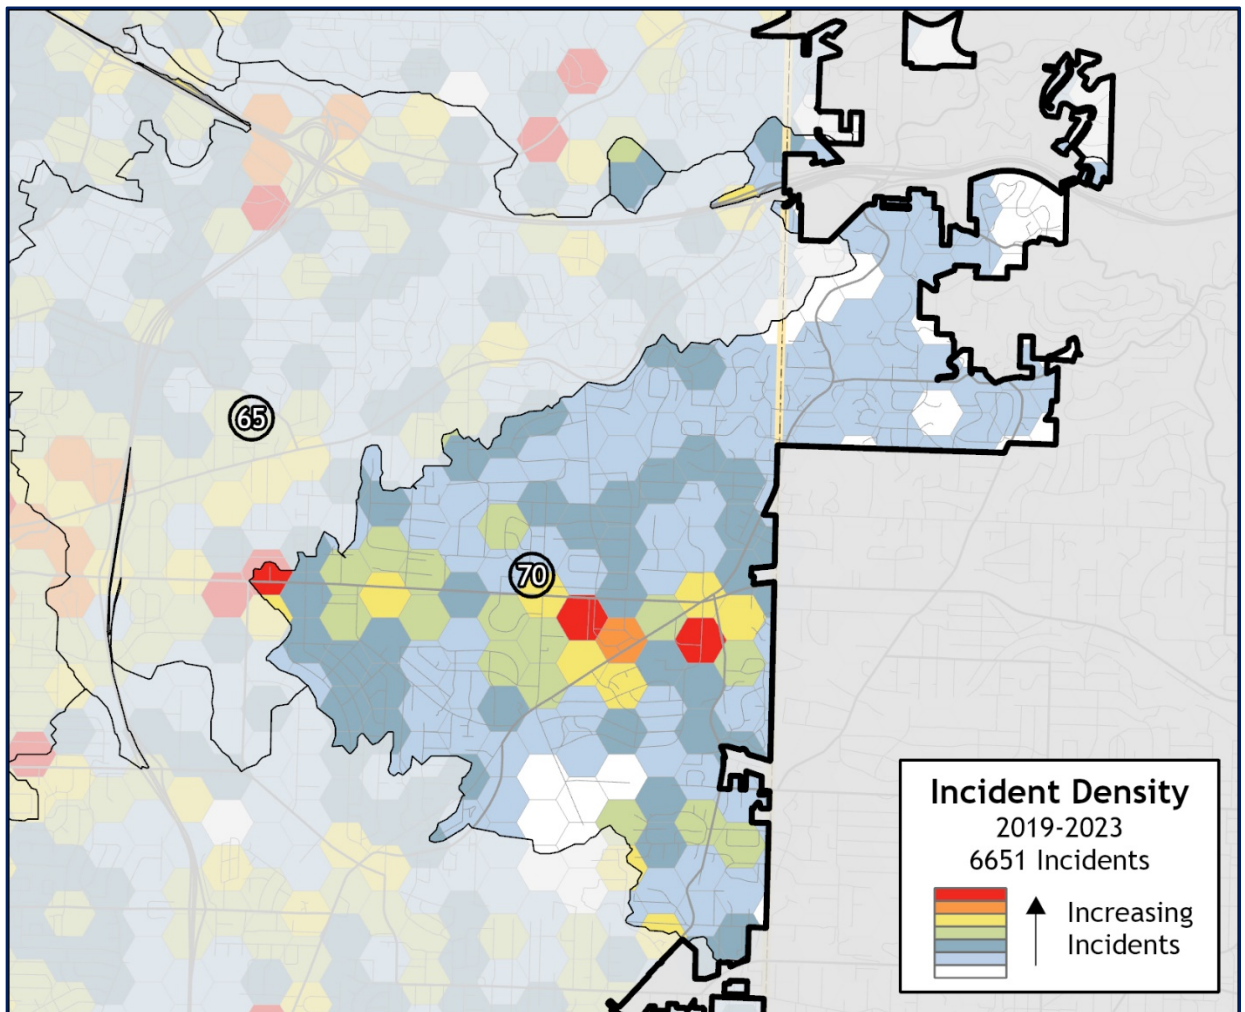 65
70
Incident Density
2019-2023
6651 Incidents
Increasing
Incidents